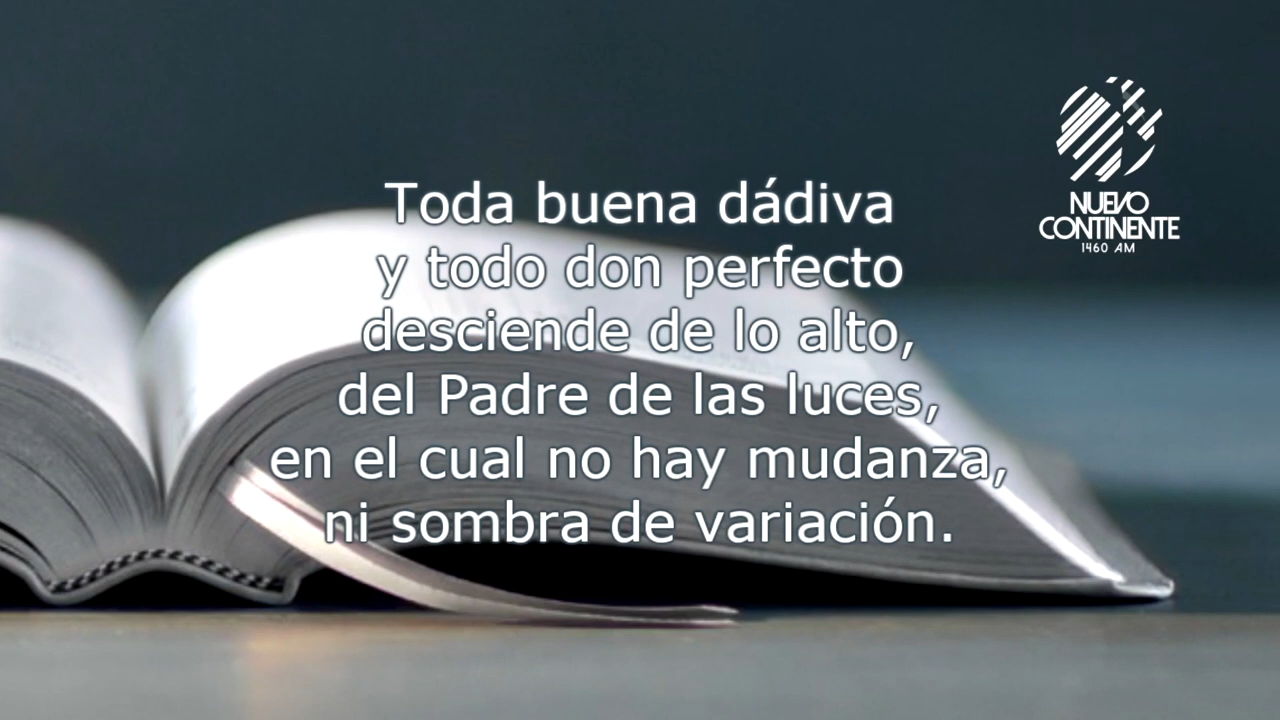 Toda buena dádiva
y todo don perfecto
desciende de lo alto,
del Padre de las luces,
en el cual no hay mudanza,
ni sombra de variación.
NUEVO
CONTINENTE
1460 AM